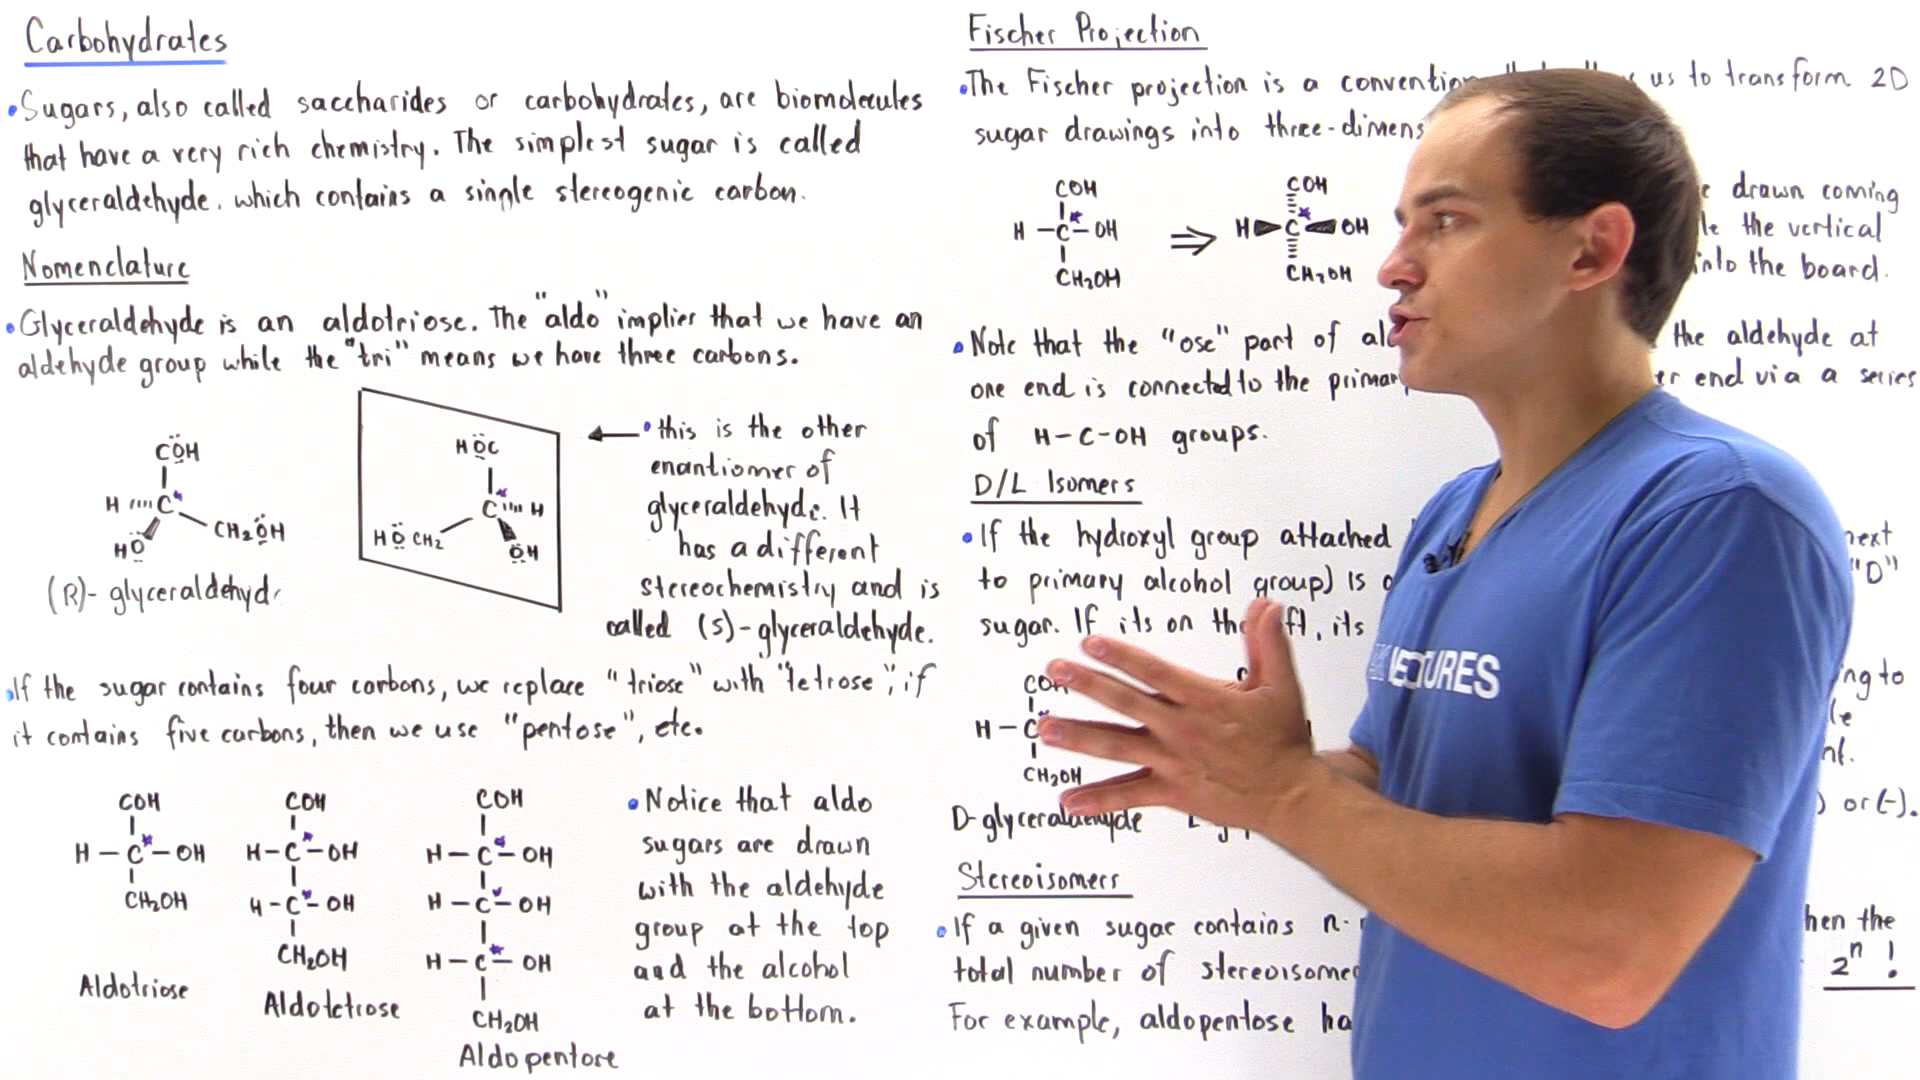 Carbohydrates
•Sugars, also called saccharides or carbohydrates, are biomolecules
that have a very rich chemistry. The simplest sugar is called
glyceraldehyde, which contains a single stereogenic carbon.
Nomenclature
•Glyceraldehyde is an aldotriose. The "aldo" implies that we have an
aldehyde group while the "tri" means we have three carbons.
COH
H C*
HO
CH2OH
(R)-glyceraldehyd
HOC
C* H
HO CH2
OH
•this is the other
enantiomer of
glyceraldehyde. It
has a different
stereochemistry and is
called (S)-glyceraldehyde.
•If the sugar contains four carbons, we replace "triose" with "tetrose", if
it contains five carbons, then we use "pentose", etc.
COH
H-C*-OH
CH2OH
Aldotriose
COH
H-C*-OH
H-C*-OH
CH2OH
Aldotetrose
COH
H-C*-OH
H-C*-OH
H-C*-OH
CH2OH
Aldopentose
•Notice that aldo
sugars are drawn
with the aldehyde
group at the top
and the alcohol
at the bottom.
Fischer Projection
•The Fischer projection is a us to transform 2D
sugar drawings into
COH
H-C*-OH
CH2OH
⇒
COH
H C* OH
CH2OH
drawn coming
the vertical
into the board.
•Note that the "ose" part of the aldehyde at
one end is connected to the end via a series
of H-C-OH groups.
D/L Isomers
•If the hydroxyl group attached next
to primary alcohol group) is "D"
sugar. If its on its
COH
H-C*
CH2OH
D-glyceraldehyde
to
or (-).
Stereoisomers
•If a given sugar contains n- the
total number of 2ⁿ!
For example, aldopentose
LECTURES